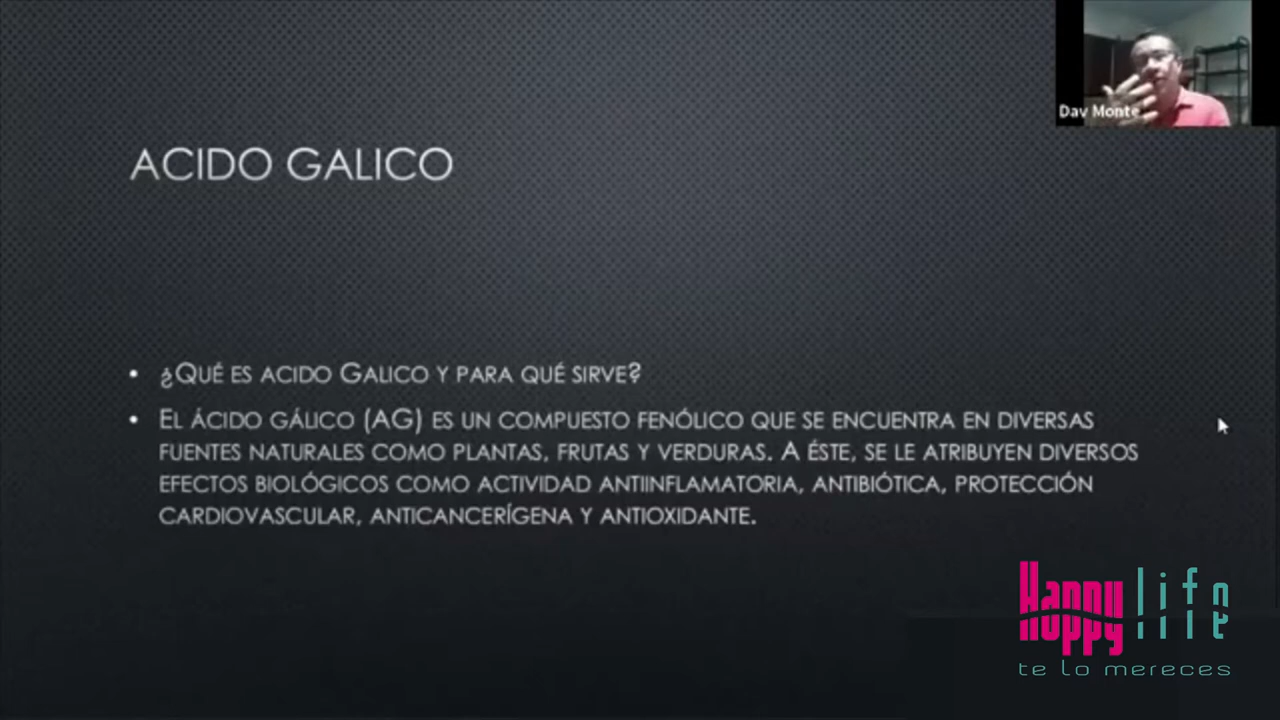 Dav Monte
ACIDO GALICO
• ¿QUÉ ES ACIDO GALICO Y PARA QUÉ SIRVE?
• EL ÁCIDO GÁLICO (AG) ES UN COMPUESTO FENÓLICO QUE SE ENCUENTRA EN DIVERSAS
FUENTES NATURALES COMO PLANTAS, FRUTAS Y VERDURAS. A ÉSTE, SE LE ATRIBUYEN DIVERSOS
EFECTOS BIOLÓGICOS COMO ACTIVIDAD ANTIINFLAMATORIA, ANTIBIÓTICA, PROTECCIÓN
CARDIOVASCULAR, ANTICANCERÍGENA Y ANTIOXIDANTE.
Happy life
te lo mereces